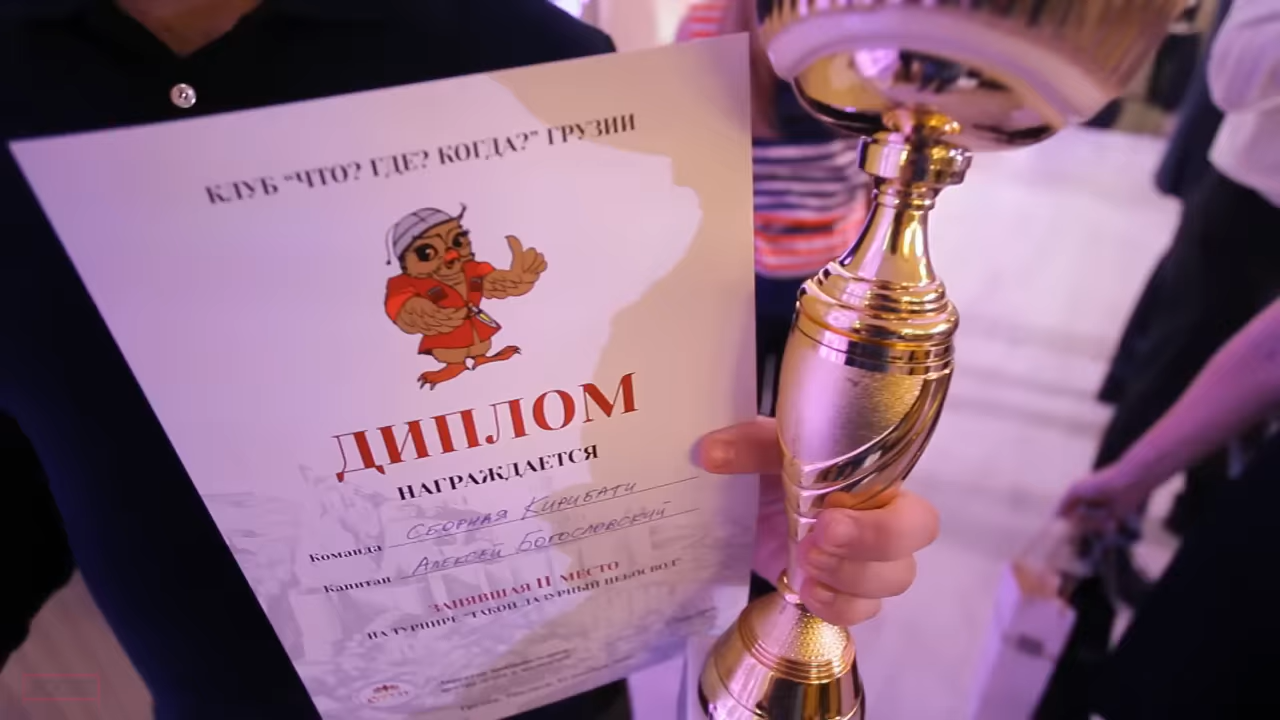 КЛУБ "ЧТО? ГДЕ? КОГДА?" ГРУЗИИ
ДИПЛОМ
НАГРАЖДАЕТСЯ
Команда Сборная Кирибати
Капитан Алексей Богословский
ЗАНЯВШАЯ II МЕСТО
НА ТУРНИРЕ "ТАКОЙ ЛАЗУРНЫЙ НЕБОСВОД"